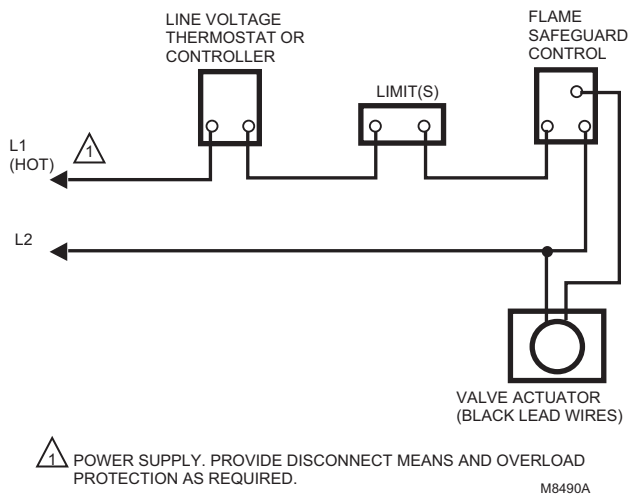 LINE VOLTAGE
THERMOSTAT OR
CONTROLLER
LIMIT(S)
FLAME
SAFEGUARD
CONTROL
L1
(HOT)
1
L2
VALVE ACTUATOR
(BLACK LEAD WIRES)
1 POWER SUPPLY. PROVIDE DISCONNECT MEANS AND OVERLOAD
PROTECTION AS REQUIRED.
M8490A